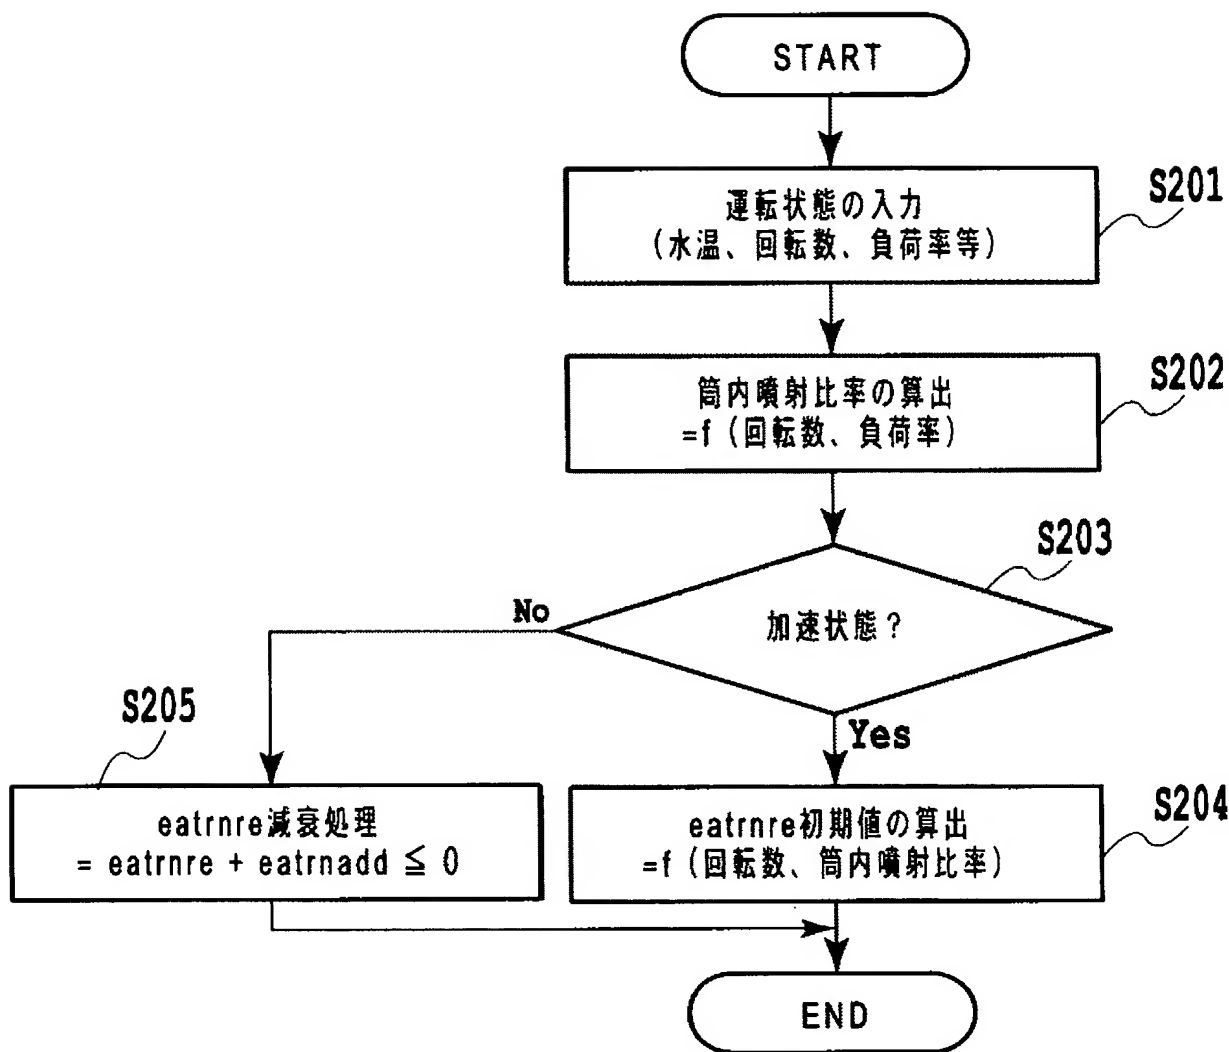 START
運転状態の入力
(水温、回転数、負荷率等)
S201
筒内噴射比率の算出
=f (回転数、負荷率)
S202
加速状態?
S203
No
Yes
S205
eatrnre減衰処理
= eatrnre + eatrnadd ≦ 0
eatrnre初期値の算出
=f (回転数、筒内噴射比率)
S204
END